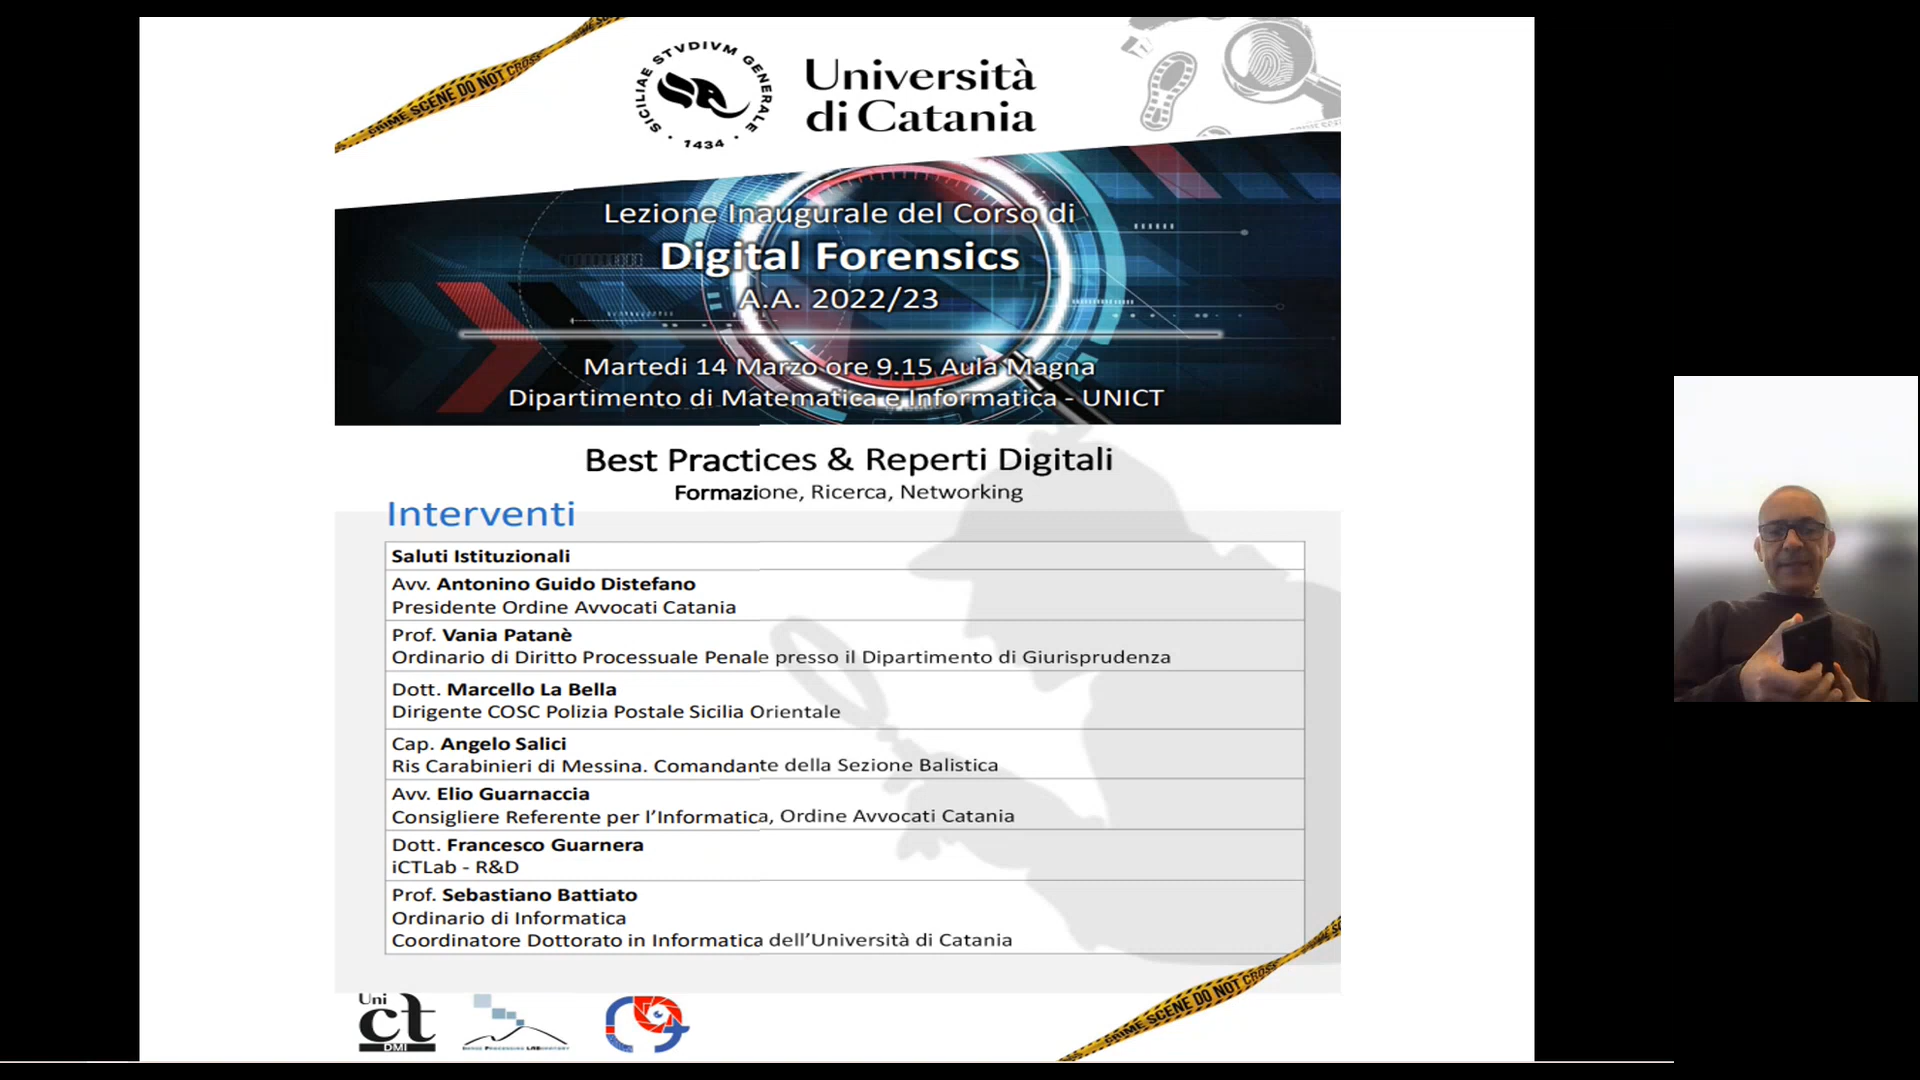 CRIME SCENE DO NOT CROSS
SICILIAE STVDIVM GENERALE
1434
Università
di Catania
Lezione Inaugurale del Corso di
Digital Forensics
A.A. 2022/23
Martedi 14 Marzo ore 9.15 Aula Magna
Dipartimento di Matematica e Informatica - UNICT
Best Practices & Reperti Digitali
Formazione, Ricerca, Networking
Interventi
Saluti Istituzionali
Avv. Antonino Guido Distefano
Presidente Ordine Avvocati Catania
Prof. Vania Patanè
Ordinario di Diritto Processuale Penale presso il Dipartimento di Giurisprudenza
Dott. Marcello La Bella
Dirigente COSC Polizia Postale Sicilia Orientale
Cap. Angelo Salici
Ris Carabinieri di Messina. Comandante della Sezione Balistica
Avv. Elio Guarnaccia
Consigliere Referente per l’Informatica, Ordine Avvocati Catania
Dott. Francesco Guarnera
iCTLab - R&D
Prof. Sebastiano Battiato
Ordinario di Informatica
Coordinatore Dottorato in Informatica dell’Università di Catania
Uni
ct
DMI
Image Processing LABoratory
CRIME SCENE DO NOT CROSS